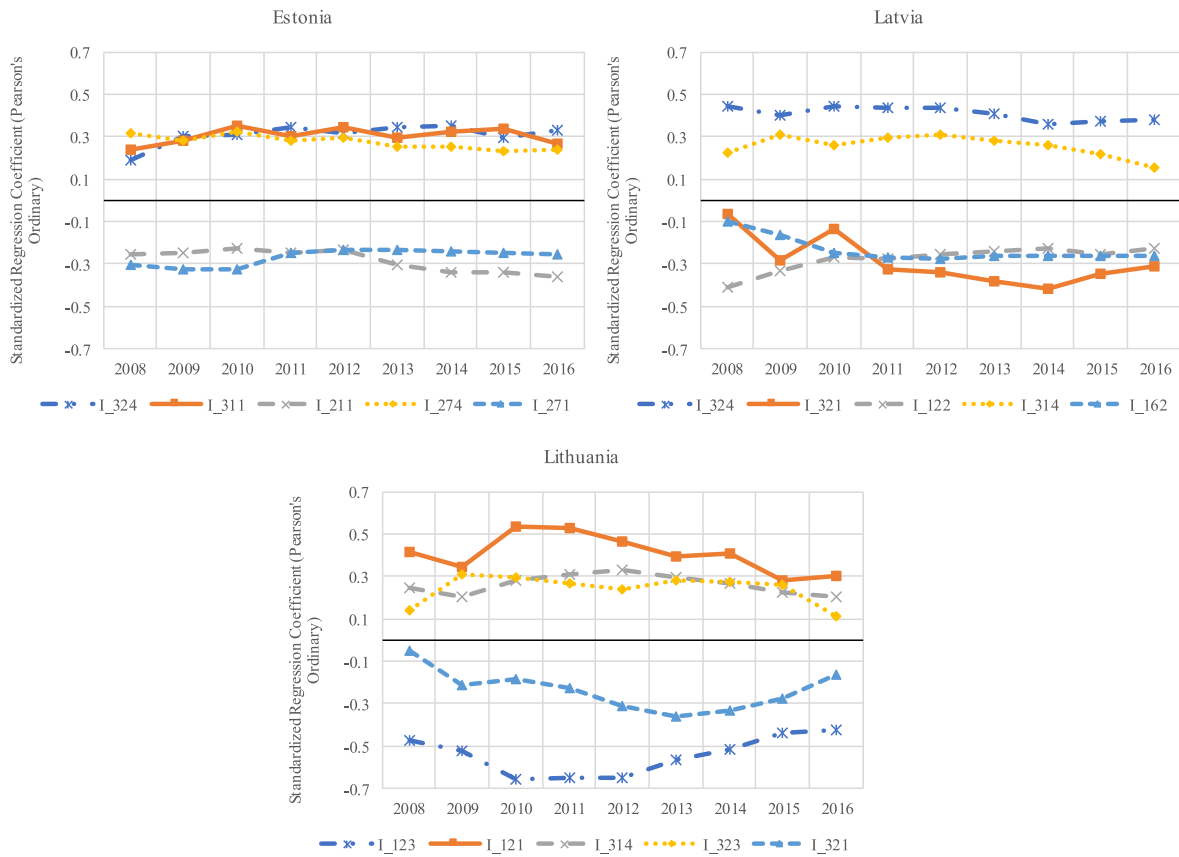 Estonia
Standardized Regression Coefficient (Pearson's
Ordinary)
0.7
0.5
0.3
0.1
-0.1
-0.3
-0.5
-0.7
2008 2009 2010 2011 2012 2013 2014 2015 2016
I_324 I_311 I_211 I_274 I_271
Latvia
Standardized Regression Coefficient (Pearson's
Ordinary)
0.7
0.5
0.3
0.1
-0.1
-0.3
-0.5
-0.7
2008 2009 2010 2011 2012 2013 2014 2015 2016
I_324 I_321 I_122 I_314 I_162
Lithuania
Standardized Regression Coefficient (Pearson's
Ordinary)
0.7
0.5
0.3
0.1
-0.1
-0.3
-0.5
-0.7
2008 2009 2010 2011 2012 2013 2014 2015 2016
I_123 I_121 I_314 I_323 I_321